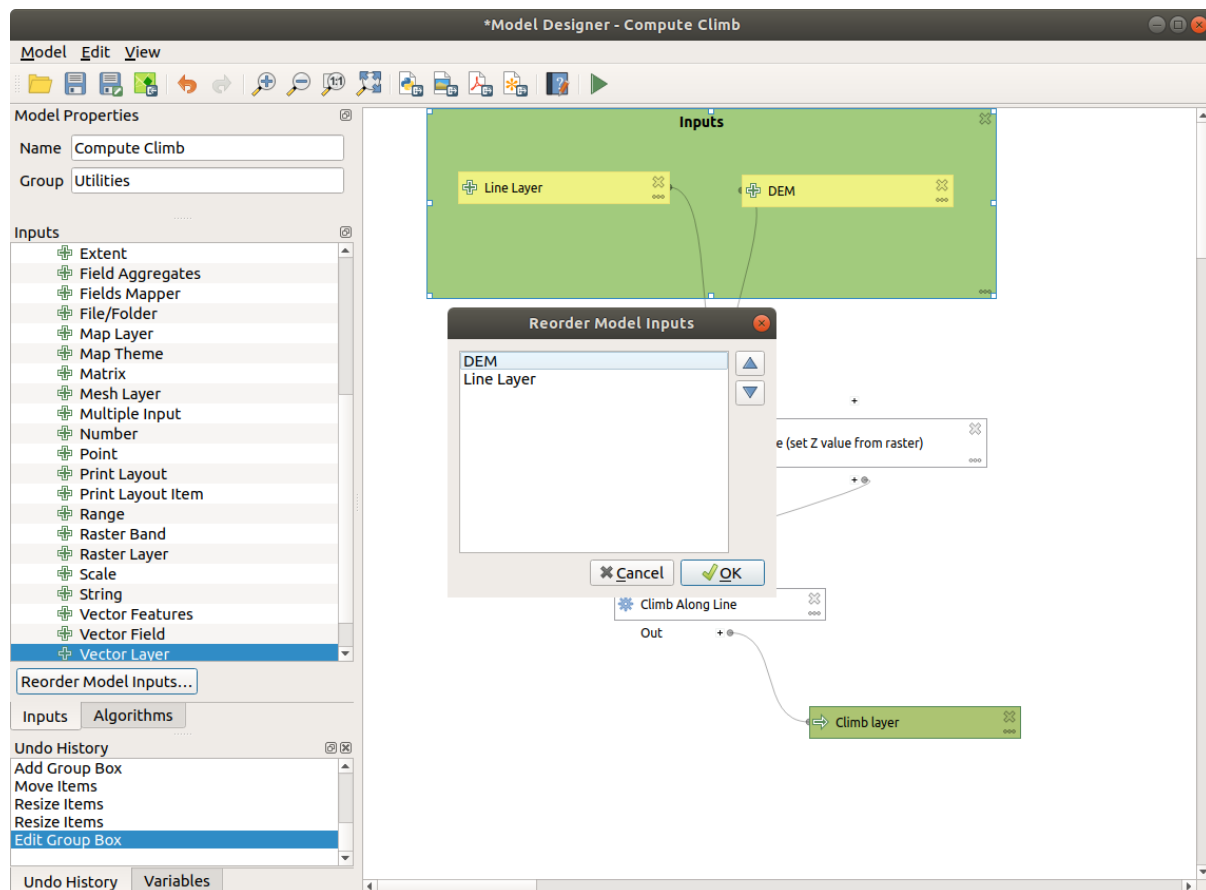 *Model Designer - Compute Climb
Model Edit View
Model Properties
Name Compute Climb
Group Utilities
Inputs
Extent
Field Aggregates
Fields Mapper
File/Folder
Map Layer
Map Theme
Matrix
Mesh Layer
Multiple Input
Number
Point
Print Layout
Print Layout Item
Range
Raster Band
Raster Layer
Scale
String
Vector Features
Vector Field
Vector Layer
Reorder Model Inputs...
Inputs Algorithms
Undo History
Add Group Box
Move Items
Resize Items
Resize Items
Edit Group Box
Undo History Variables
Inputs
Line Layer
DEM
Reorder Model Inputs
DEM
Line Layer
Cancel OK
e (set Z value from raster)
Climb Along Line
Out
Climb layer